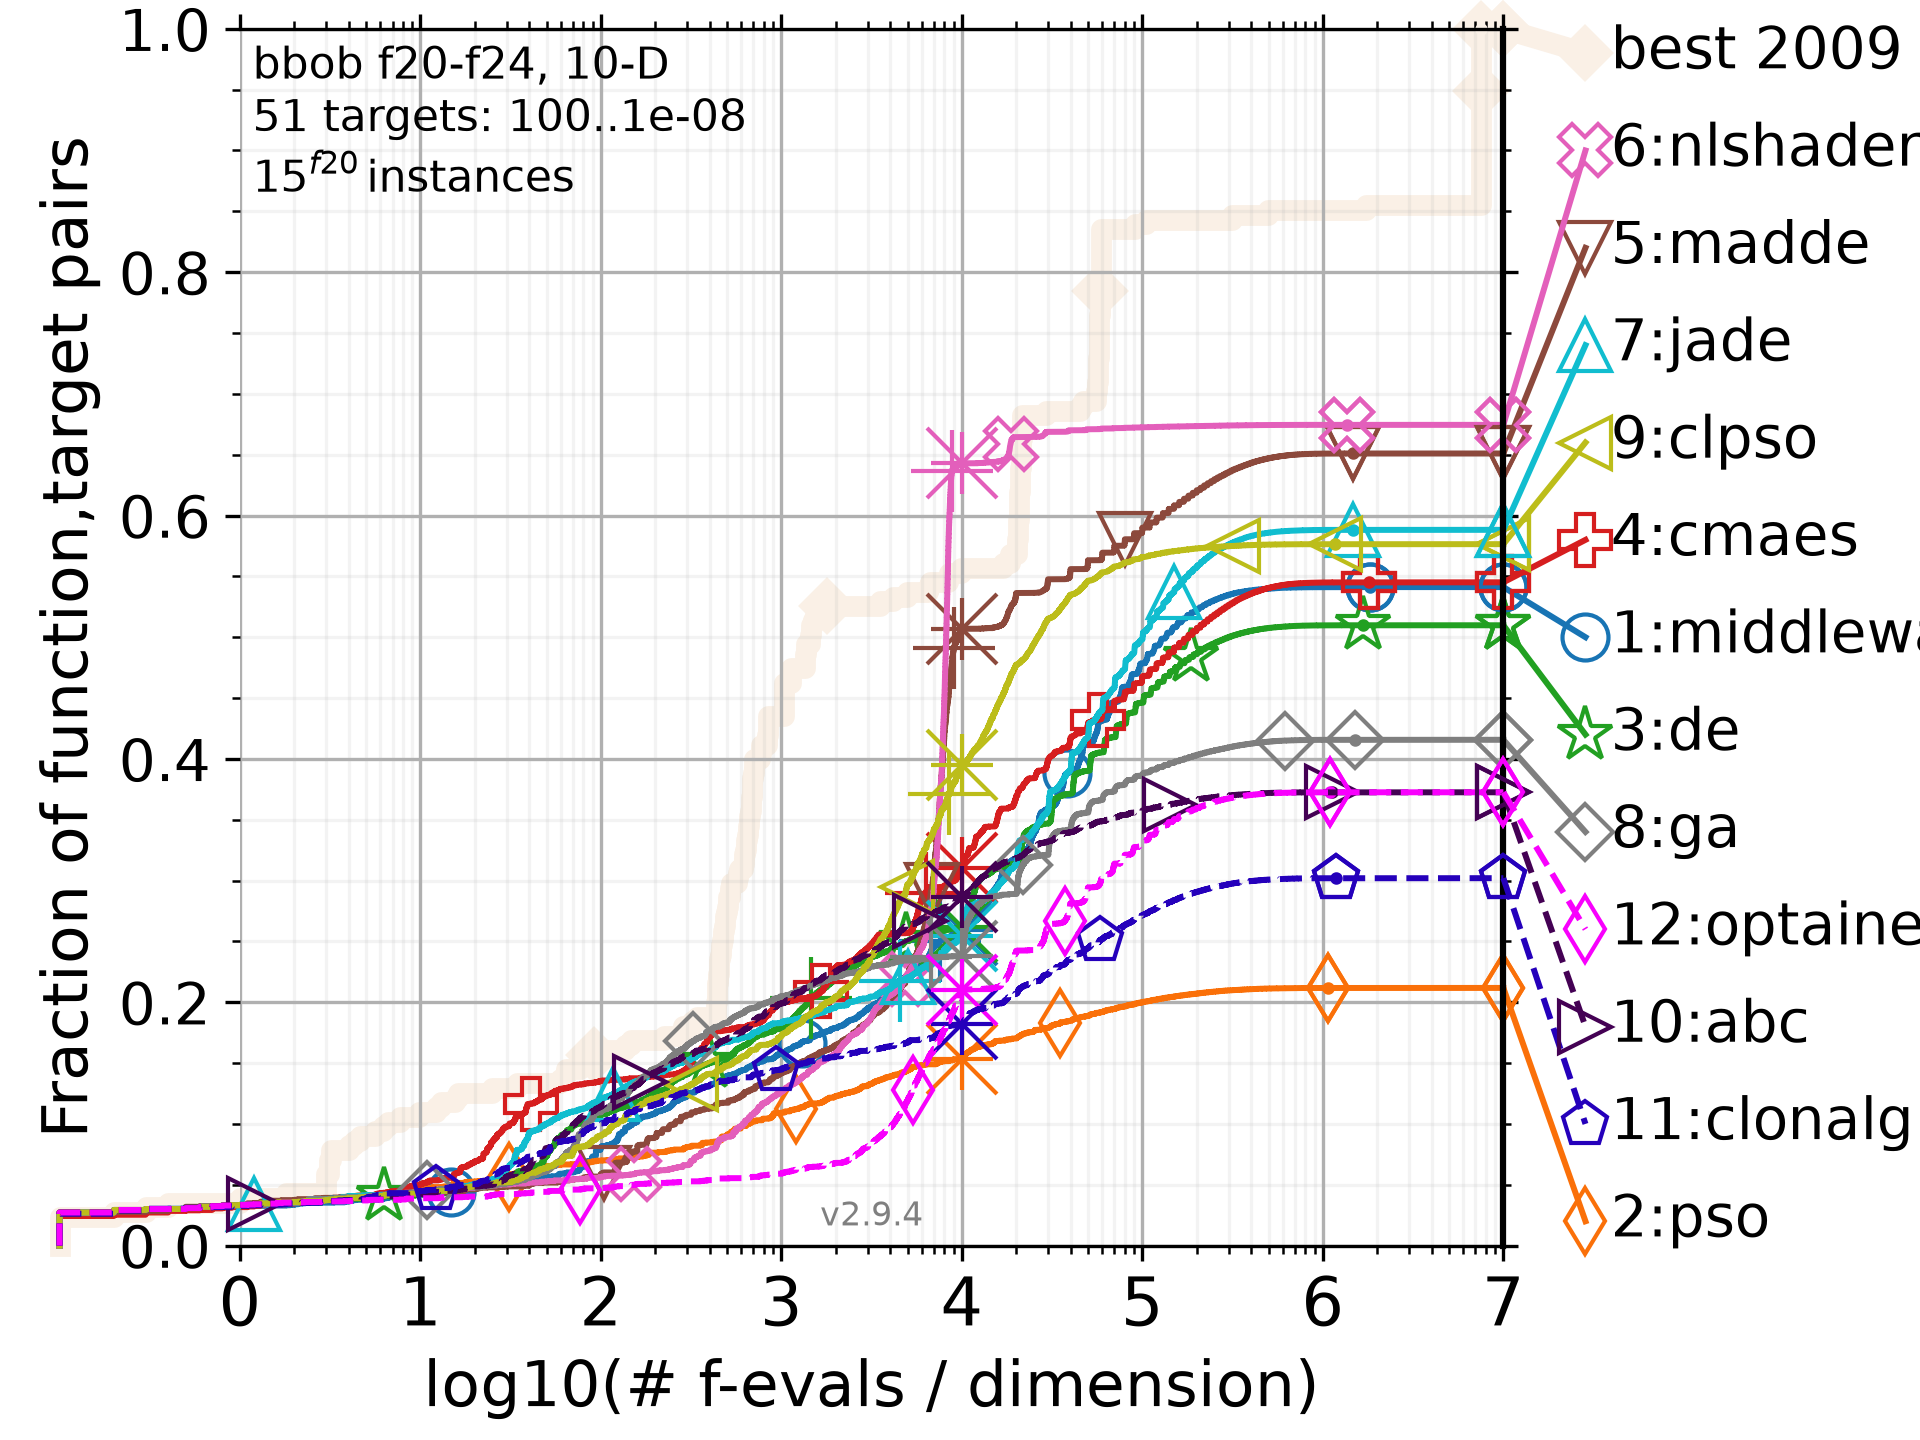 1.0
0.8
0.6
0.4
0.2
0.0
Fraction of function,target pairs
bbob f20-f24, 10-D
51 targets: 100..1e-08
15f20 instances
v2.9.4
0 1 2 3 4 5 6 7
log10(# f-evals / dimension)
best 2009
6:nlshader
5:madde
7:jade
9:clpso
4:cmaes
1:middlewa
3:de
8:ga
12:optaine
10:abc
11:clonalg
2:pso